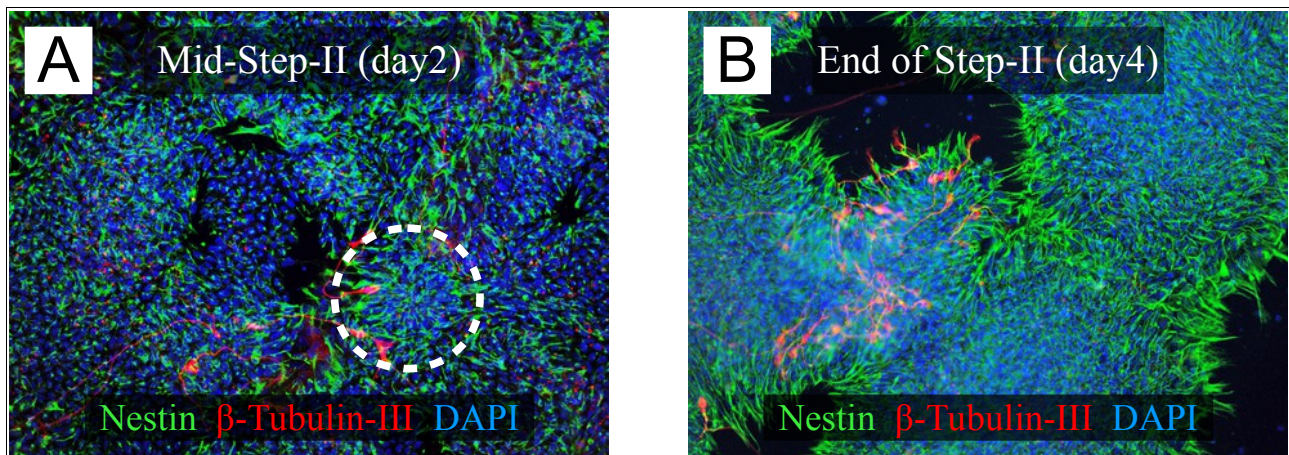 A
Mid-Step-II (day2)
Nestin β-Tubulin-III DAPI
B
End of Step-II (day4)
Nestin β-Tubulin-III DAPI